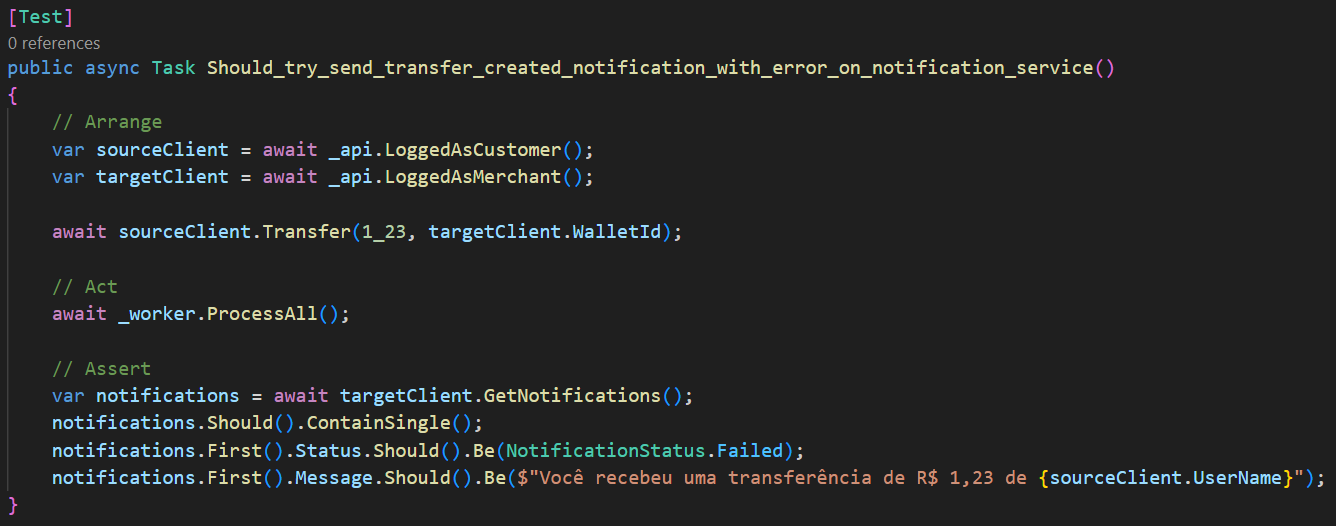 [Test]
0 references
public async Task Should_try_send_transfer_created_notification_with_error_on_notification_service()
{
// Arrange
var sourceClient = await _api.LoggedAsCustomer();
var targetClient = await _api.LoggedAsMerchant();
await sourceClient.Transfer(1_23, targetClient.WalletId);
// Act
await _worker.ProcessAll();
// Assert
var notifications = await targetClient.GetNotifications();
notifications.Should().ContainSingle();
notifications.First().Status.Should().Be(NotificationStatus.Failed);
notifications.First().Message.Should().Be($"Você recebeu uma transferência de R$ 1,23 de {sourceClient.UserName}");
}